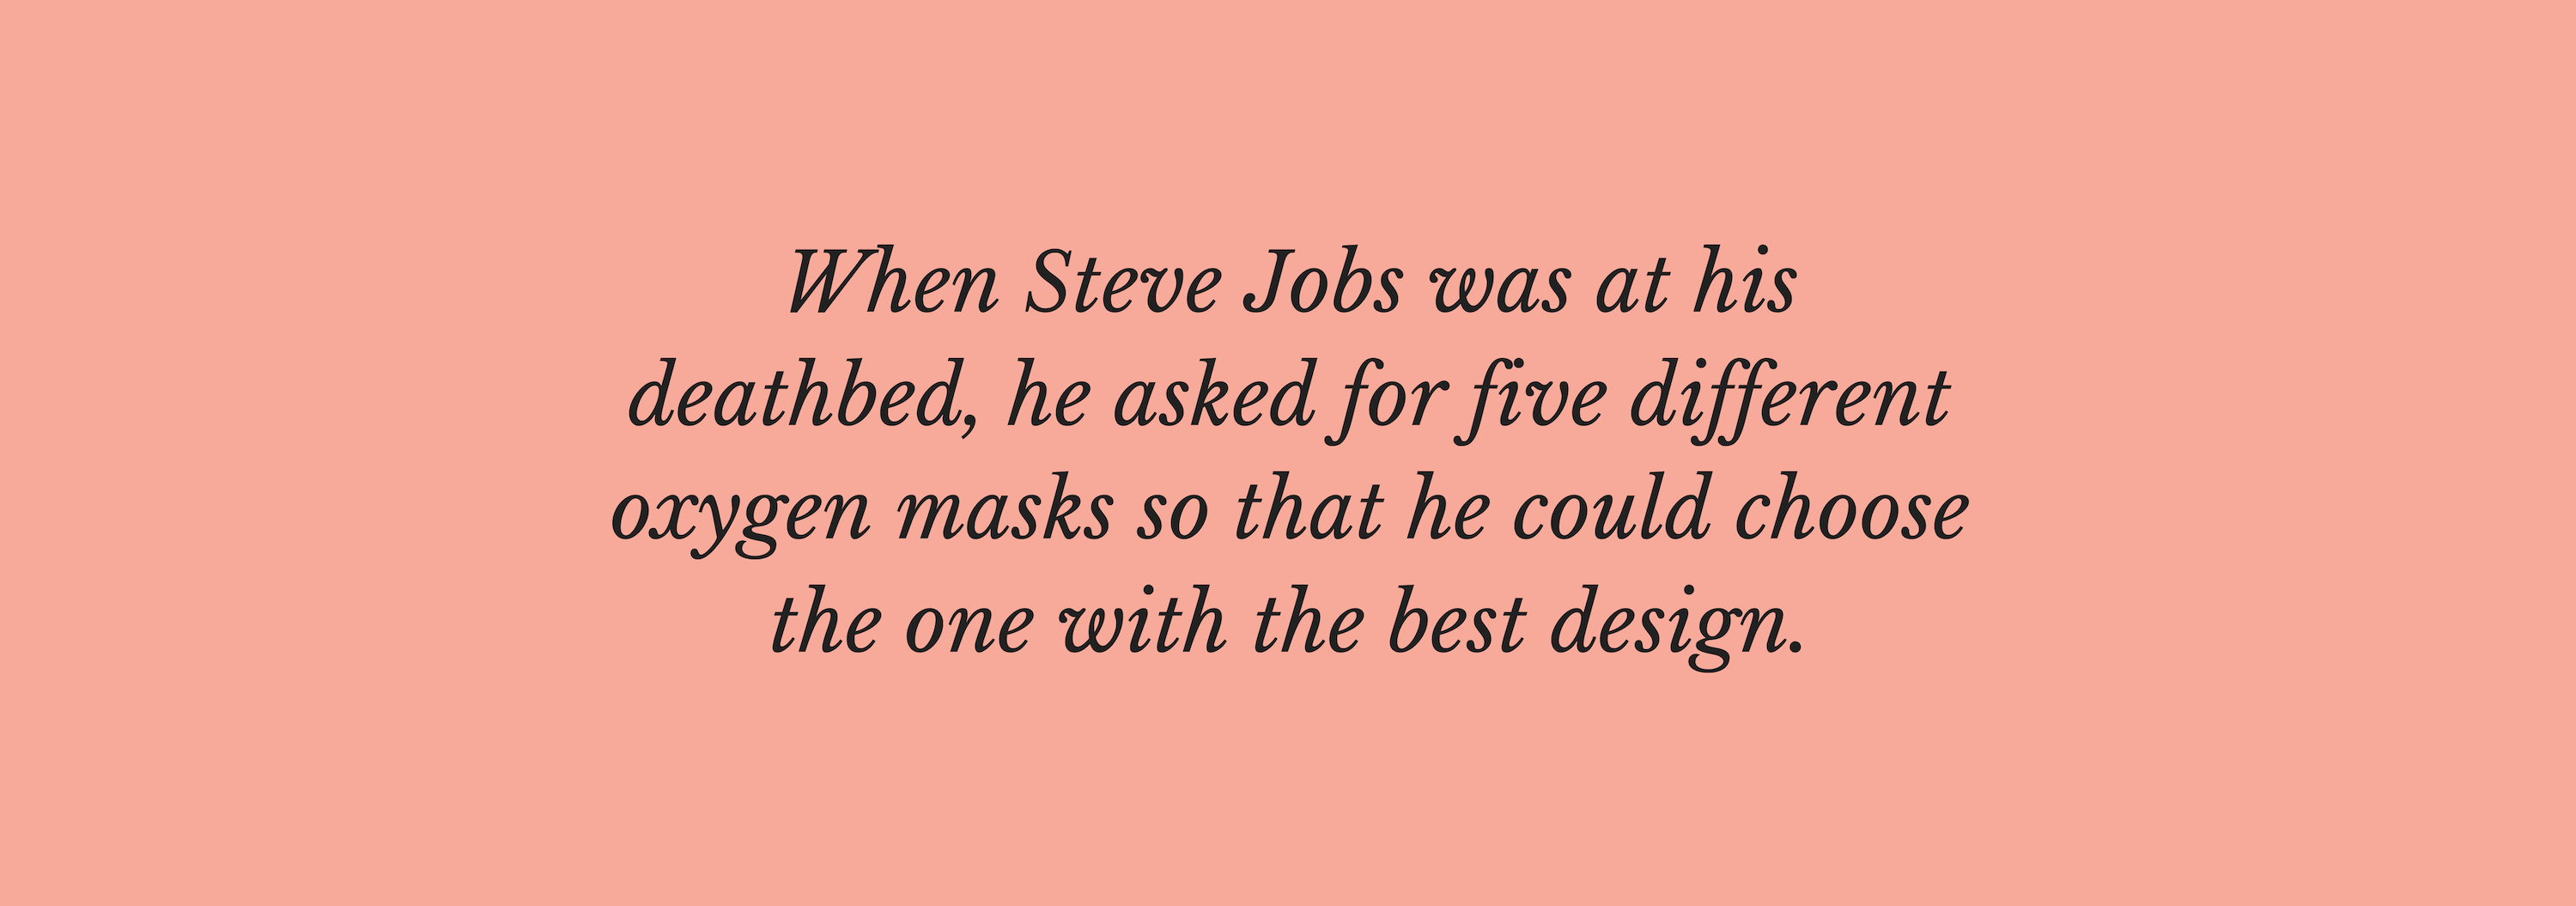 When Steve Jobs was at his
deathbed, he asked for five different
oxygen masks so that he could choose
the one with the best design.